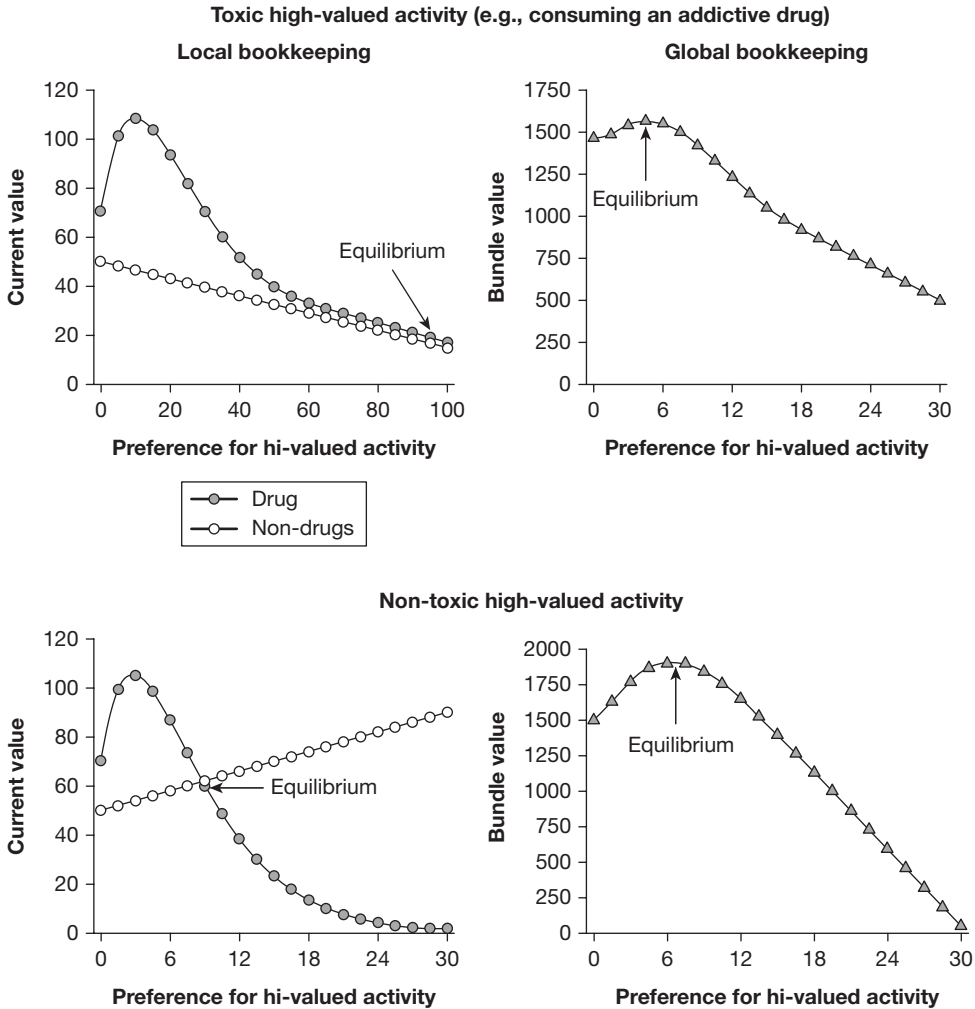 Toxic high-valued activity (e.g., consuming an addictive drug)
Local bookkeeping
Global bookkeeping
120
100
80
60
40
20
0
Current value
Equilibrium
0 20 40 60 80 100
Preference for hi-valued activity
1750
1500
1250
1000
750
500
250
0
Bundle value
Equilibrium
0 6 12 18 24 30
Preference for hi-valued activity
Drug
Non-drugs
Non-toxic high-valued activity
120
100
80
60
40
20
0
Current value
Equilibrium
0 6 12 18 24 30
Preference for hi-valued activity
2000
1750
1500
1250
1000
750
500
250
0
Bundle value
Equilibrium
0 6 12 18 24 30
Preference for hi-valued activity